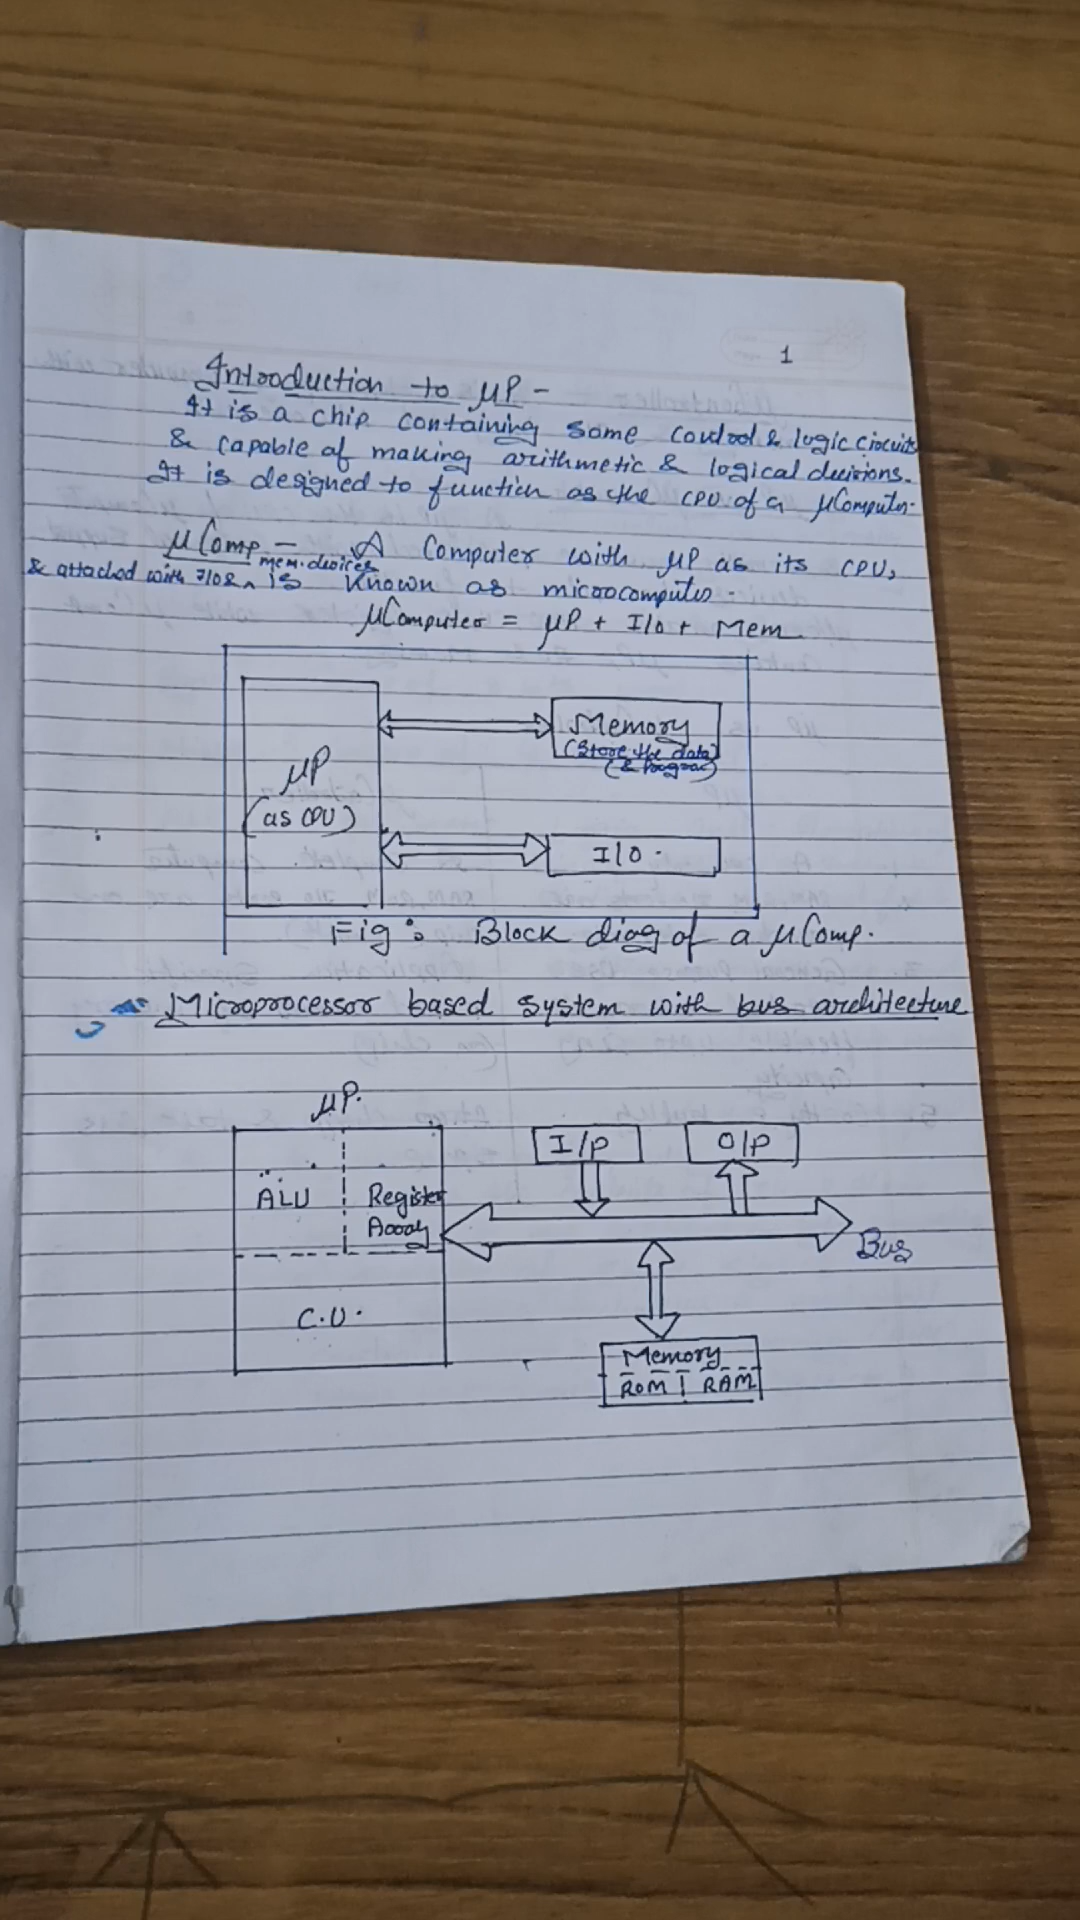 1
Introduction to μP -
It is a chip containing some control & logic circuits
& capable of making arithmetic & logical decisions.
It is designed to function as the CPU of a μComputer.
μComp - A Computer with μP as its CPU,
& attached with I/O & mem. devices is known as microcomputer.
μComputer = μP + I/O + Mem
μP
(as CPU)
Memory
(Store the data
(& Program)
I/O.
Fig: Block diag of a μComp.
Microprocessor based system with bus architecture
μP.
ALU
Register
Array
C.U.
I/P
O/P
Bus
Memory
ROM | RAM